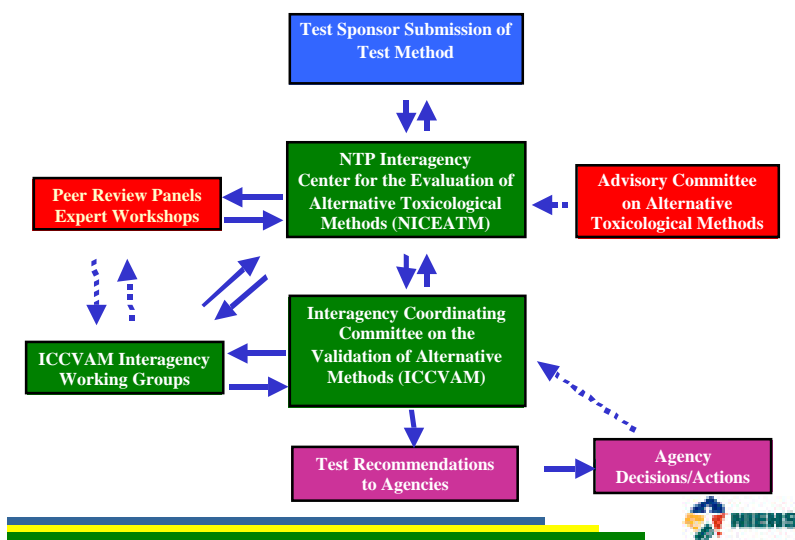 Test Sponsor Submission of
Test Method
NTP Interagency
Center for the Evaluation of
Alternative Toxicological
Methods (NICEATM)
Peer Review Panels
Expert Workshops
Advisory Committee
on Alternative
Toxicological Methods
Interagency Coordinating
Committee on the
Validation of Alternative
Methods (ICCVAM)
ICCVAM Interagency
Working Groups
Test Recommendations
to Agencies
Agency
Decisions/Actions
NIEHS